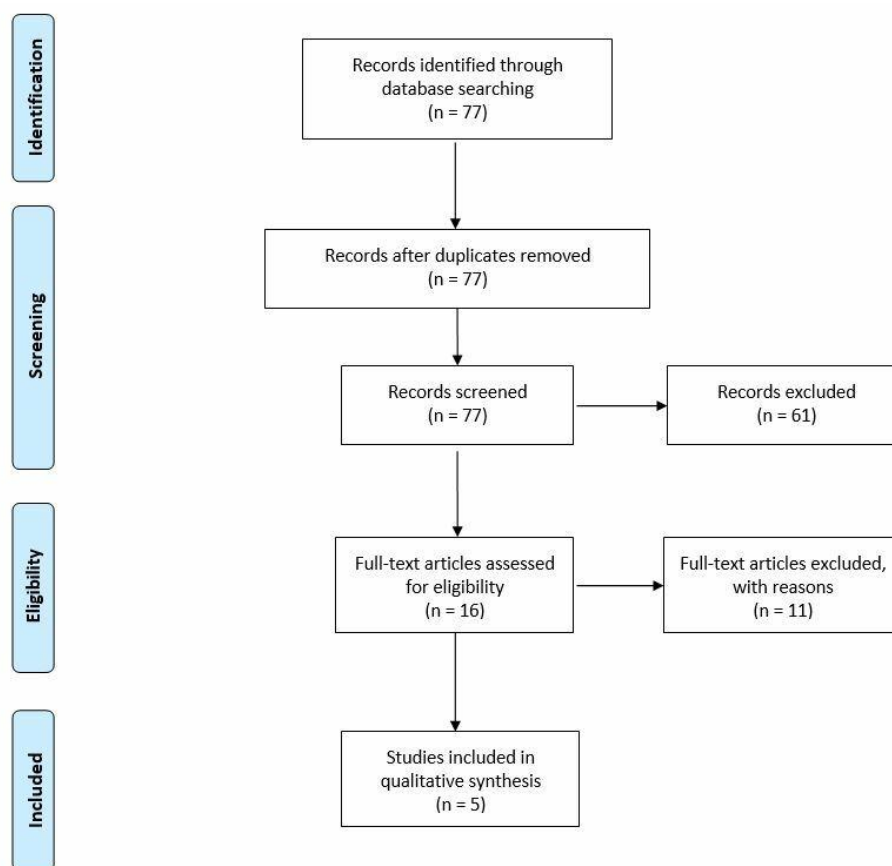 Identification
Records identified through
database searching
(n = 77)
Screening
Records after duplicates removed
(n = 77)
Records screened
(n = 77)
Records excluded
(n = 61)
Eligibility
Full-text articles assessed
for eligibility
(n = 16)
Full-text articles excluded,
with reasons
(n = 11)
Included
Studies included in
qualitative synthesis
(n = 5)